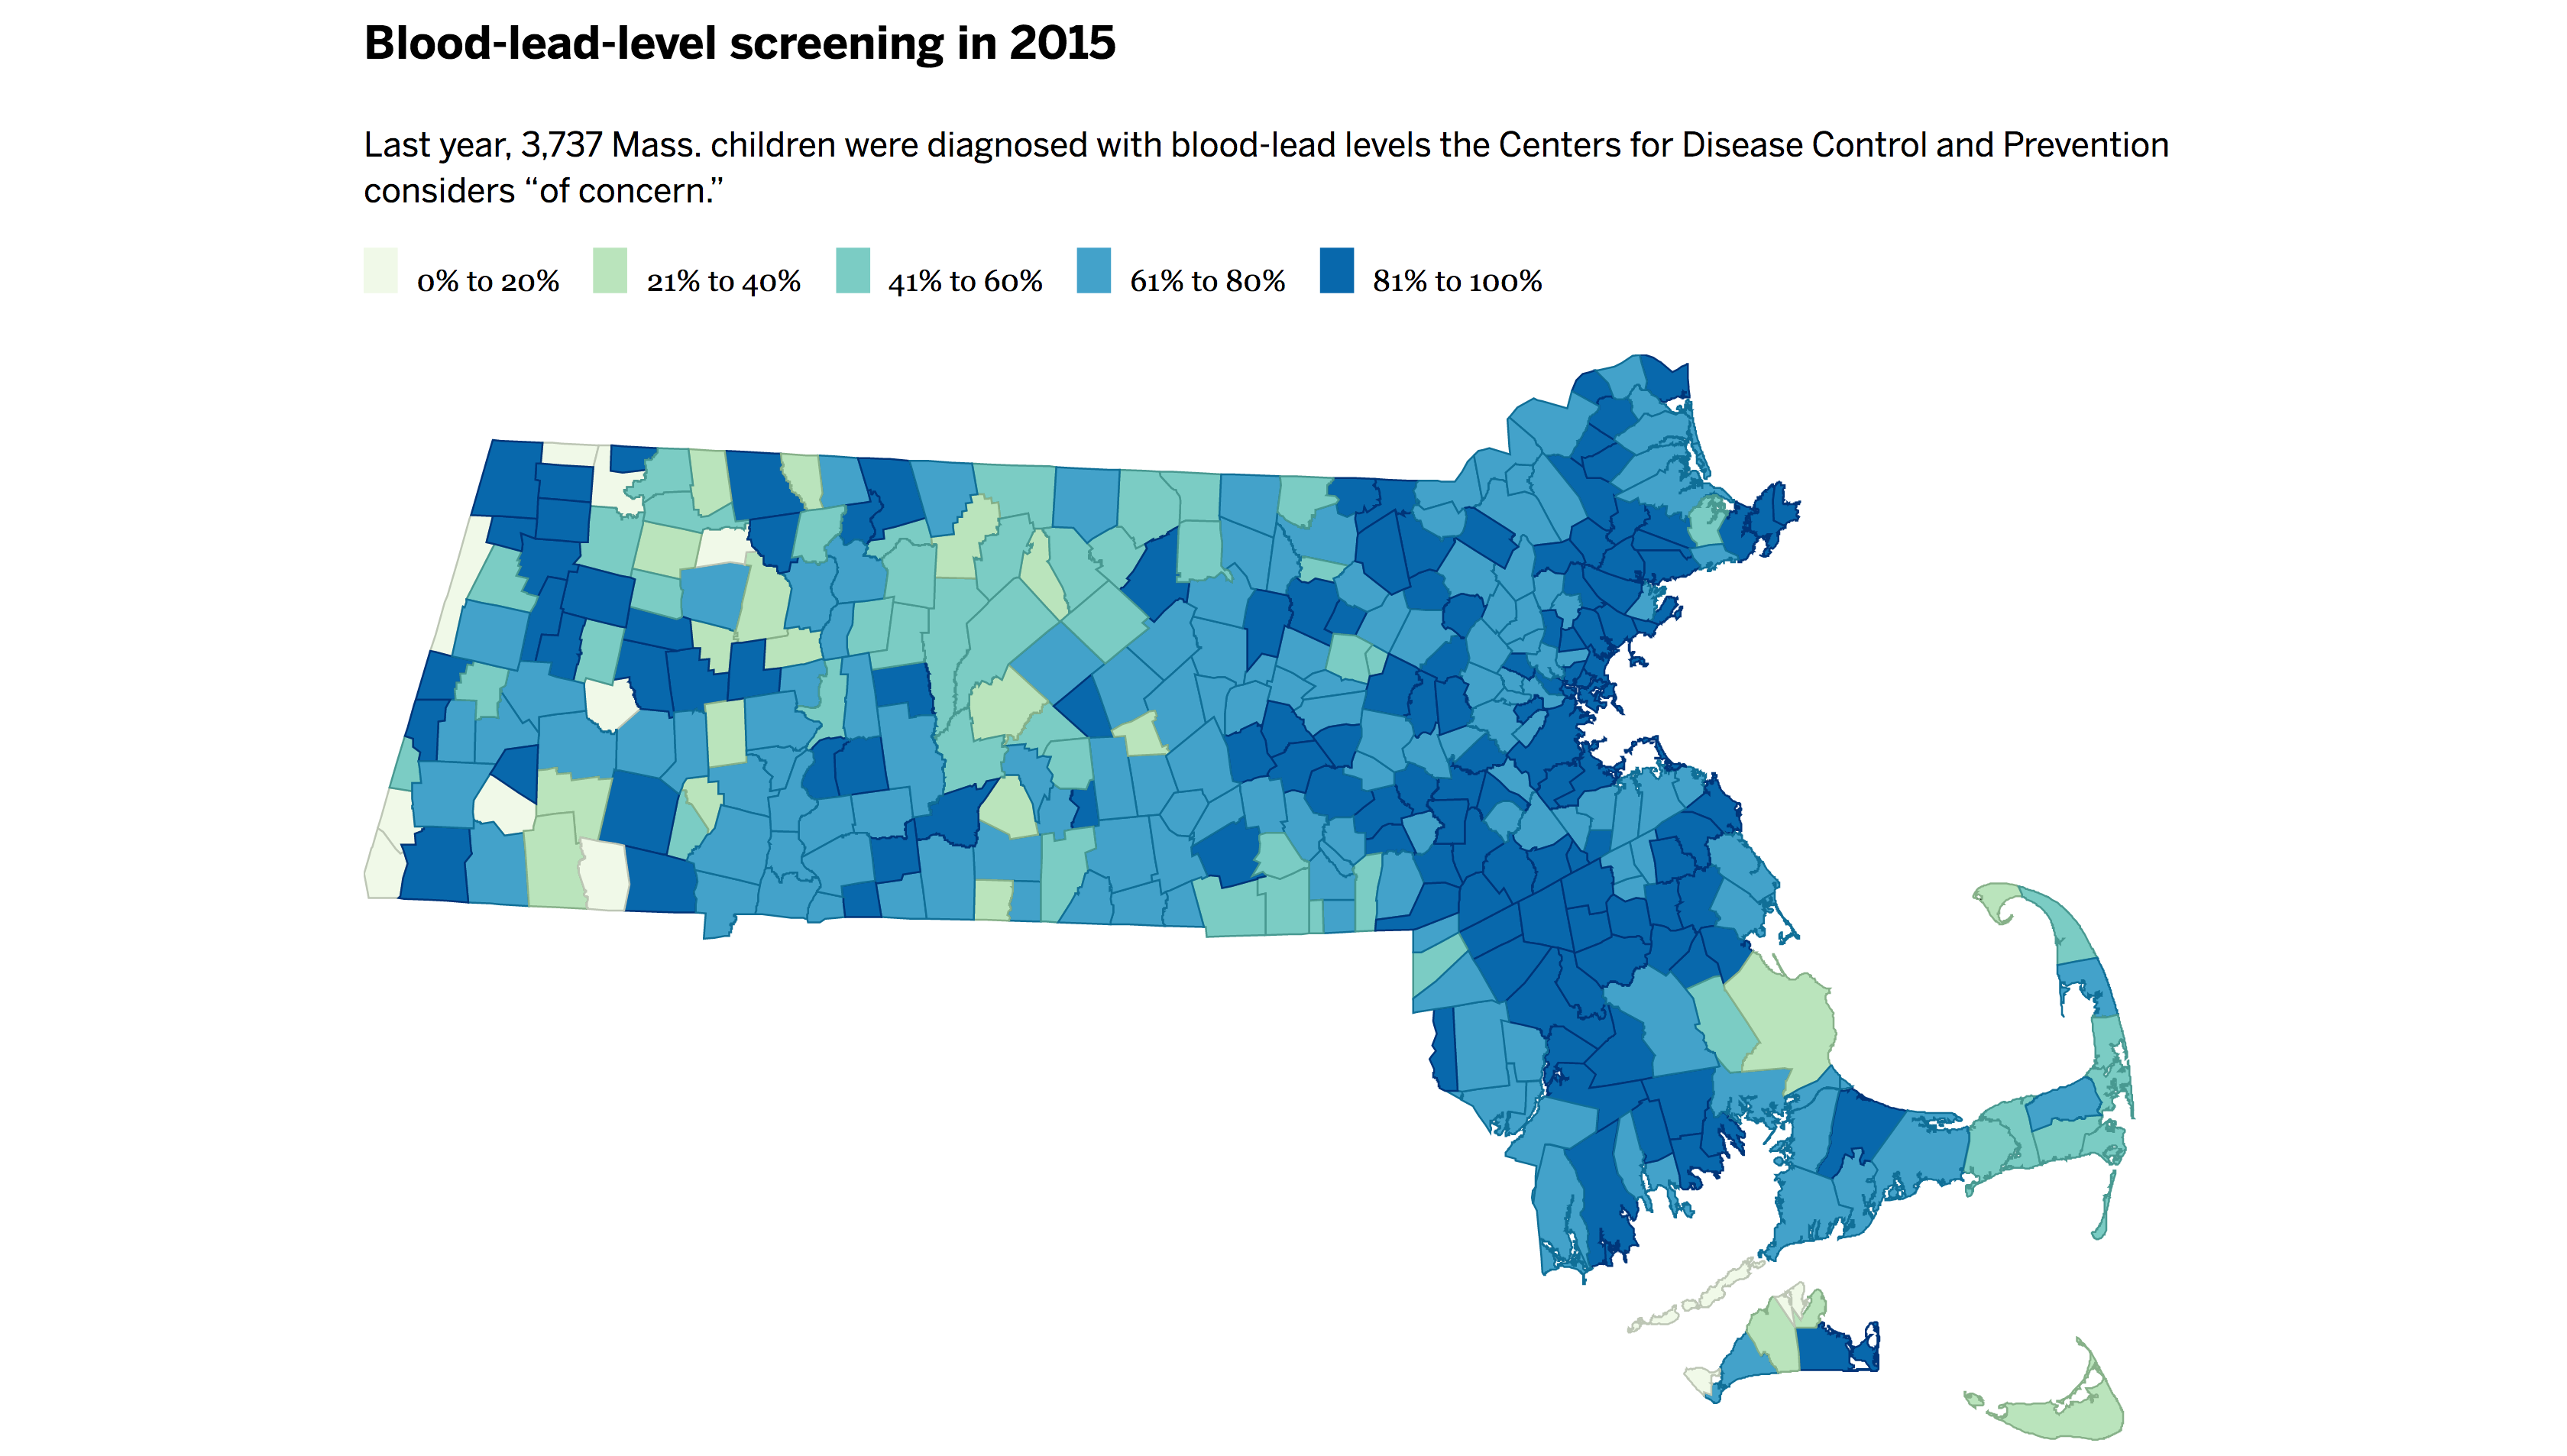 Blood-lead-level screening in 2015
Last year, 3,737 Mass. children were diagnosed with blood-lead levels the Centers for Disease Control and Prevention
considers “of concern.”
0% to 20% 21% to 40% 41% to 60% 61% to 80% 81% to 100%